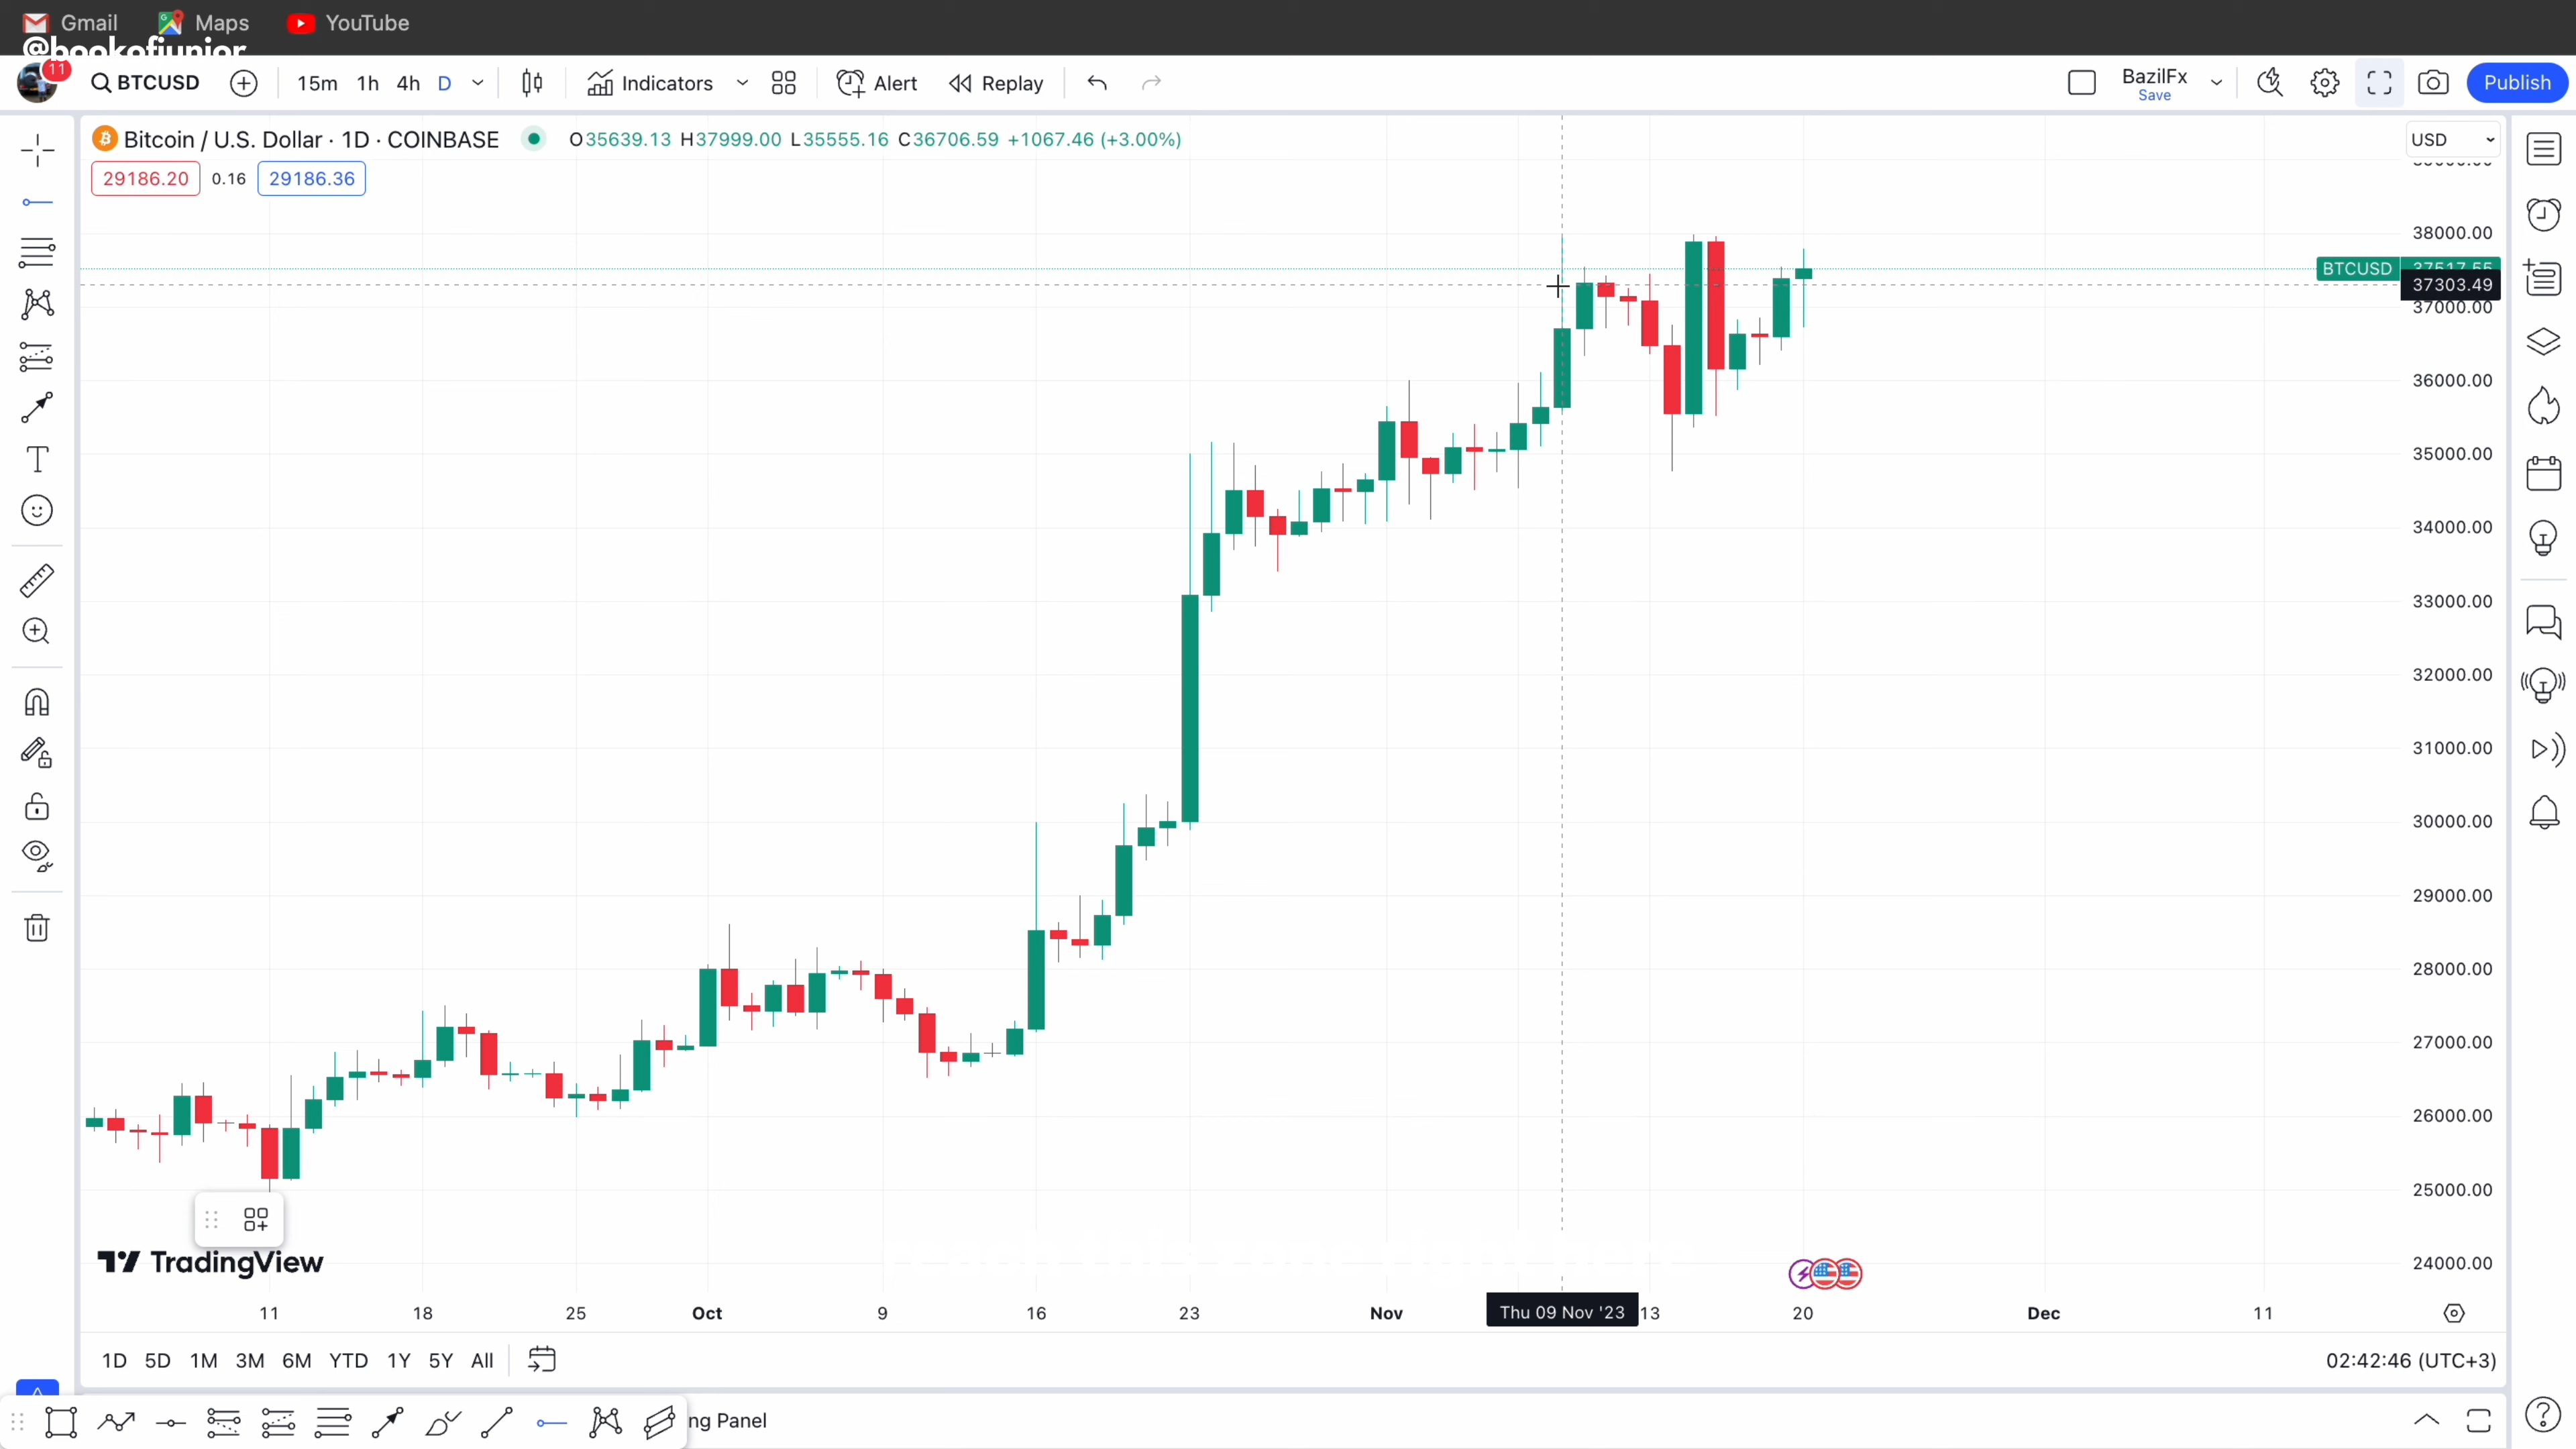 Gmail Maps YouTube
@bookofjunior
11 BTCUSD 15m 1h 4h D Indicators Alert Replay BazilFx Save Publish
Bitcoin / U.S. Dollar · 1D · COINBASE O35639.13 H37999.00 L35555.16 C36706.59 +1067.46 (+3.00%) USD
29186.20 0.16 29186.36
38000.00
BTCUSD 37517.55
37303.49
37000.00
36000.00
35000.00
34000.00
33000.00
32000.00
31000.00
30000.00
29000.00
28000.00
27000.00
26000.00
25000.00
24000.00
TradingView
11 18 25 Oct 9 16 23 Nov Thu 09 Nov '23 13 20 Dec 11
1D 5D 1M 3M 6M YTD 1Y 5Y All 02:42:46 (UTC+3)
ng Panel